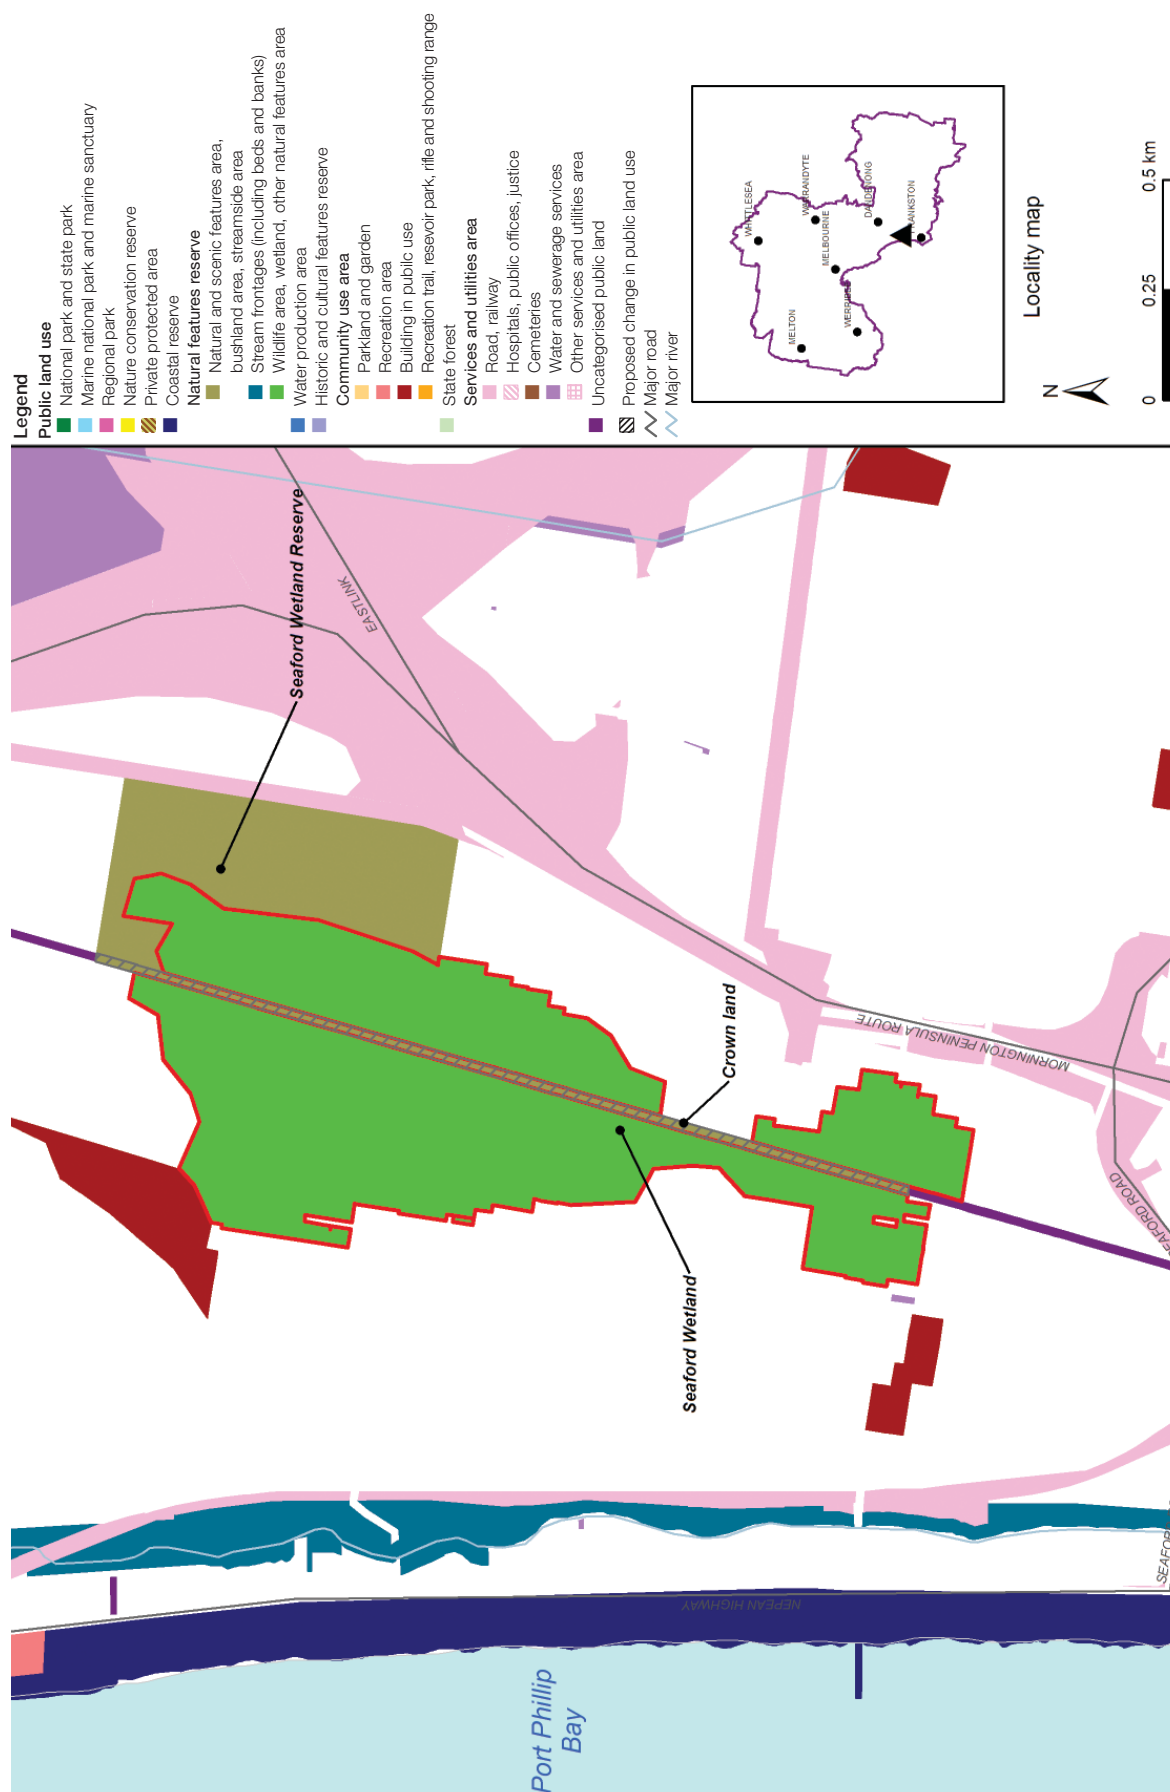 Legend
Public land use
National park and state park
Marine national park and marine sanctuary
Regional park
Nature conservation reserve
Private protected area
Coastal reserve
Natural features reserve
Natural and scenic features area,
bushland area, streamside area
Stream frontages (including beds and banks)
Wildlife area, wetland, other natural features area
Water production area
Historic and cultural features reserve
Community use area
Parkland and garden
Recreation area
Building in public use
Recreation trail, resevoir park, rifle and shooting range
State forest
Services and utilities area
Road, railway
Hospitals, public offices, justice
Cemeteries
Water and sewerage services
Other services and utilities area
Uncategorised public land
Proposed change in public land use
Major road
Major river
WHITTLESEA
WARRANDYTE
MELTON
MELBOURNE
DANDENONG
WERRIBEE
FRANKSTON
Locality map
N
0
0.25
0.5 km
Seaford Wetland Reserve
EASTLINK
Crown land
MORNINGTON PENINSULA ROUTE
SEAFORD ROAD
Seaford Wetland
NEPEAN HIGHWAY
SEAFOR
Port Phillip
Bay